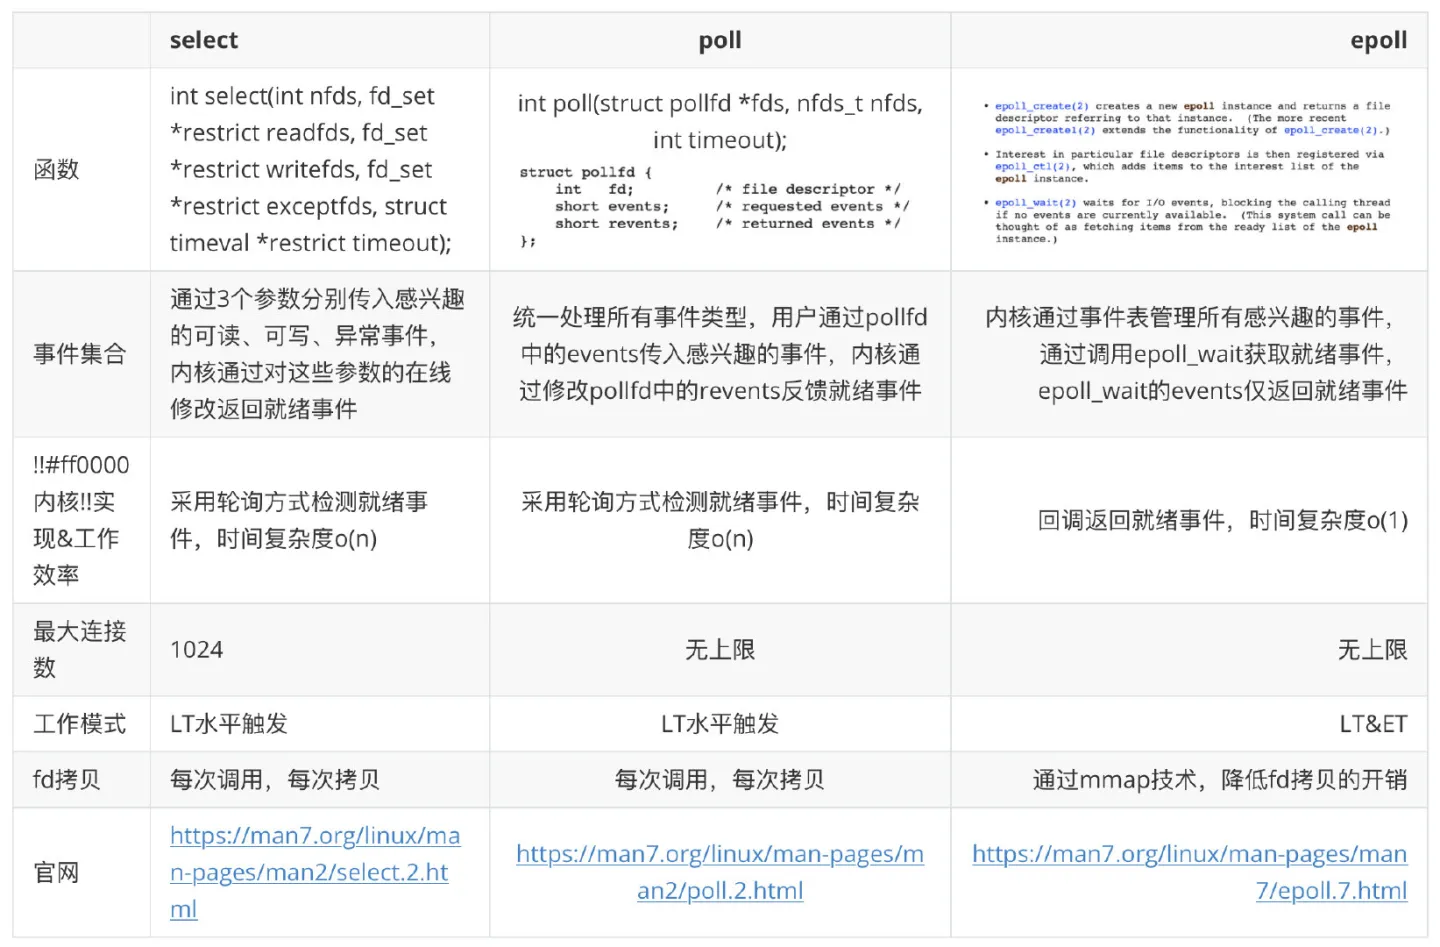 select
poll
epoll
函数
int select(int nfds, fd_set
*restrict readfds, fd_set
*restrict writefds, fd_set
*restrict exceptfds, struct
timeval *restrict timeout);
int poll(struct pollfd *fds, nfds_t nfds,
int timeout);
struct pollfd {
int fd; /* file descriptor */
short events; /* requested events */
short revents; /* returned events */
};
• epoll_create(2) creates a new epoll instance and returns a file
descriptor referring to that instance. (The more recent
epoll_create1(2) extends the functionality of epoll_create(2).)
• Interest in particular file descriptors is then registered via
epoll_ctl(2), which adds items to the interest list of the
epoll instance.
• epoll_wait(2) waits for I/O events, blocking the calling thread
if no events are currently available. (This system call can be
thought of as fetching items from the ready list of the epoll
instance.)
事件集合
通过3个参数分别传入感兴趣
的可读、可写、异常事件，
内核通过对这些参数的在线
修改返回就绪事件
统一处理所有事件类型，用户通过pollfd
中的events传入感兴趣的事件，内核通
过修改pollfd中的revents反馈就绪事件
内核通过事件表管理所有感兴趣的事件，
通过调用epoll_wait获取就绪事件，
epoll_wait的events仅返回就绪事件
!!#ff0000
内核!!实
现&工作
效率
采用轮询方式检测就绪事
件，时间复杂度o(n)
采用轮询方式检测就绪事件，时间复杂
度o(n)
回调返回就绪事件，时间复杂度o(1)
最大连接
数
1024
无上限
无上限
工作模式
LT水平触发
LT水平触发
LT&ET
fd拷贝
每次调用，每次拷贝
每次调用，每次拷贝
通过mmap技术，降低fd拷贝的开销
官网
https://man7.org/linux/ma
n-pages/man2/select.2.ht
ml
https://man7.org/linux/man-pages/m
an2/poll.2.html
https://man7.org/linux/man-pages/man
7/epoll.7.html